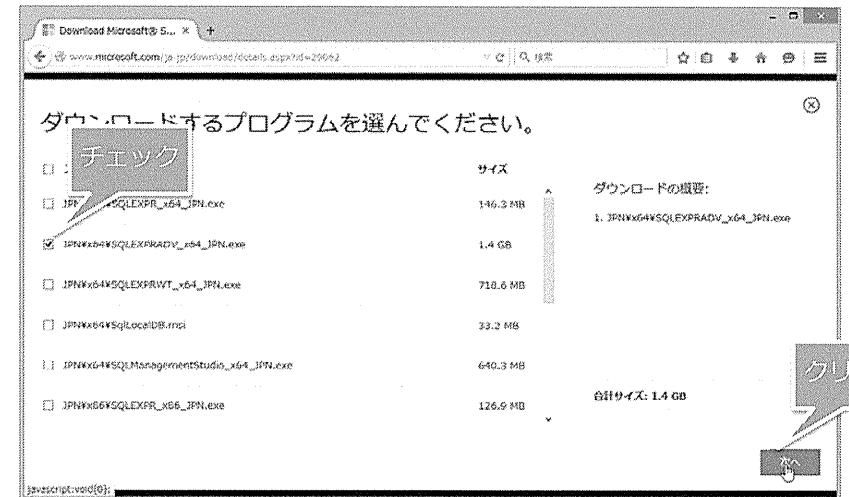 Download Microsoft® S... × +
www.microsoft.com/ja-jp/download/details.aspx?id=29062 検索
ダウンロードするプログラムを選んでください。
チェック
サイズ
ダウンロードの概要:
JPN¥x64¥SQLEXPR_x64_JPN.exe 146.3 MB
1. JPN¥x64¥SQLEXPRADV_x64_JPN.exe
JPN¥x64¥SQLEXPRADV_x64_JPN.exe 1.4 GB
JPN¥x64¥SQLEXPRWT_x64_JPN.exe 718.6 MB
JPN¥x64¥SqlLocalDB.msi 33.2 MB
JPN¥x64¥SQLManagementStudio_x64_JPN.exe 640.3 MB
クリ
合計サイズ: 1.4 GB
JPN¥x86¥SQLEXPR_x86_JPN.exe 126.9 MB
次へ
javascript:void(0);